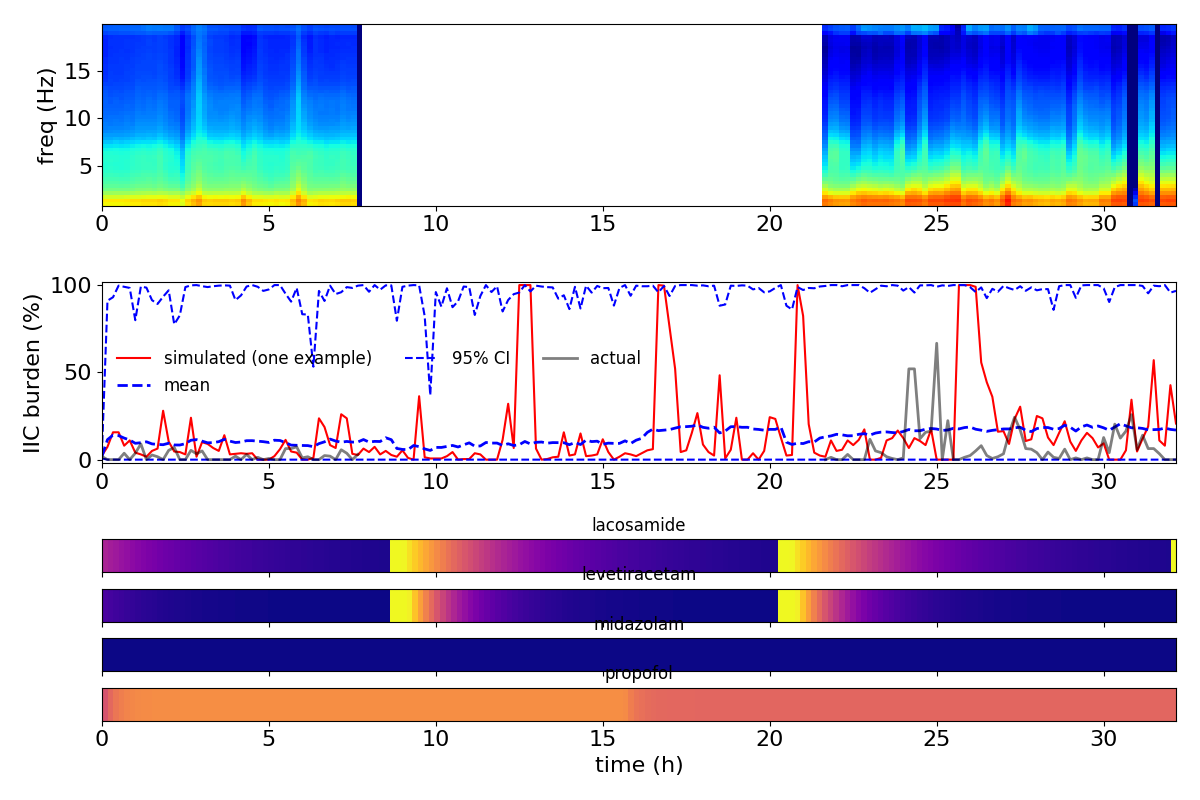 freq (Hz)
15
10
5
0 5 10 15 20 25 30
IIC burden (%)
100
50
0
simulated (one example) 95% CI actual
mean
0 5 10 15 20 25 30
lacosamide
levetiracetam
midazolam
propofol
0 5 10 15 20 25 30
time (h)